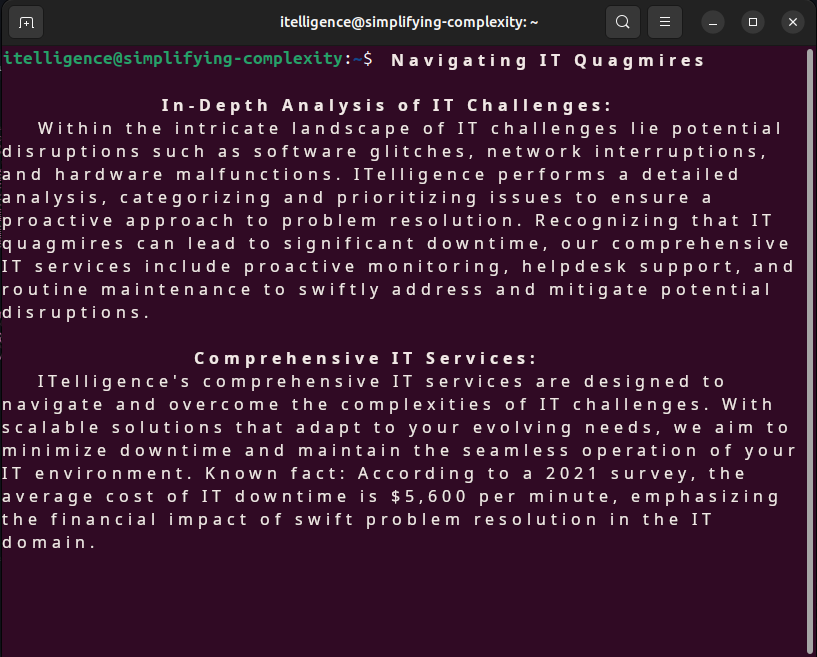 itelligence@simplifying-complexity: ~
itelligence@simplifying-complexity:~$ Navigating IT Quagmires
In-Depth Analysis of IT Challenges:
Within the intricate landscape of IT challenges lie potential
disruptions such as software glitches, network interruptions,
and hardware malfunctions. ITelligence performs a detailed
analysis, categorizing and prioritizing issues to ensure a
proactive approach to problem resolution. Recognizing that IT
quagmires can lead to significant downtime, our comprehensive
IT services include proactive monitoring, helpdesk support, and
routine maintenance to swiftly address and mitigate potential
disruptions.
Comprehensive IT Services:
ITelligence's comprehensive IT services are designed to
navigate and overcome the complexities of IT challenges. With
scalable solutions that adapt to your evolving needs, we aim to
minimize downtime and maintain the seamless operation of your
IT environment. Known fact: According to a 2021 survey, the
average cost of IT downtime is $5,600 per minute, emphasizing
the financial impact of swift problem resolution in the IT
domain.